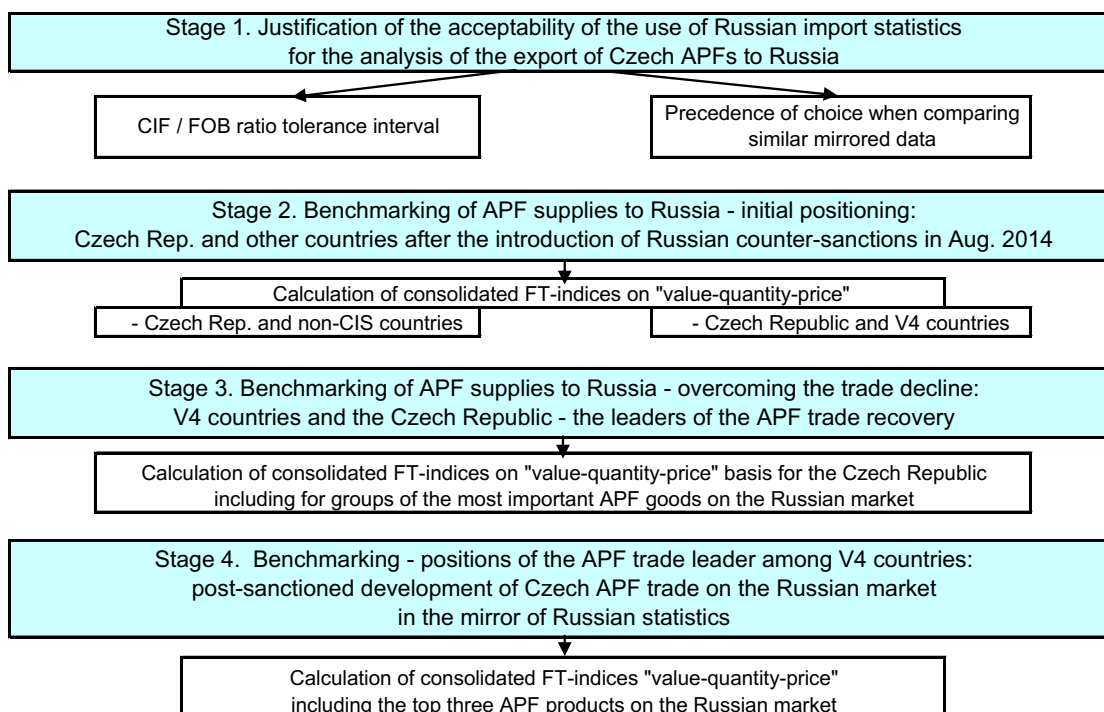 Stage 1. Justification of the acceptability of the use of Russian import statistics
for the analysis of the export of Czech APFs to Russia
CIF / FOB ratio tolerance interval
Precedence of choice when comparing
similar mirrored data
Stage 2. Benchmarking of APF supplies to Russia - initial positioning:
Czech Rep. and other countries after the introduction of Russian counter-sanctions in Aug. 2014
Calculation of consolidated FT-indices on "value-quantity-price"
- Czech Rep. and non-CIS countries
- Czech Republic and V4 countries
Stage 3. Benchmarking of APF supplies to Russia - overcoming the trade decline:
V4 countries and the Czech Republic - the leaders of the APF trade recovery
Calculation of consolidated FT-indices on "value-quantity-price" basis for the Czech Republic
including for groups of the most important APF goods on the Russian market
Stage 4. Benchmarking - positions of the APF trade leader among V4 countries:
post-sanctioned development of Czech APF trade on the Russian market
in the mirror of Russian statistics
Calculation of consolidated FT-indices "value-quantity-price"
including the top three APF products on the Russian market